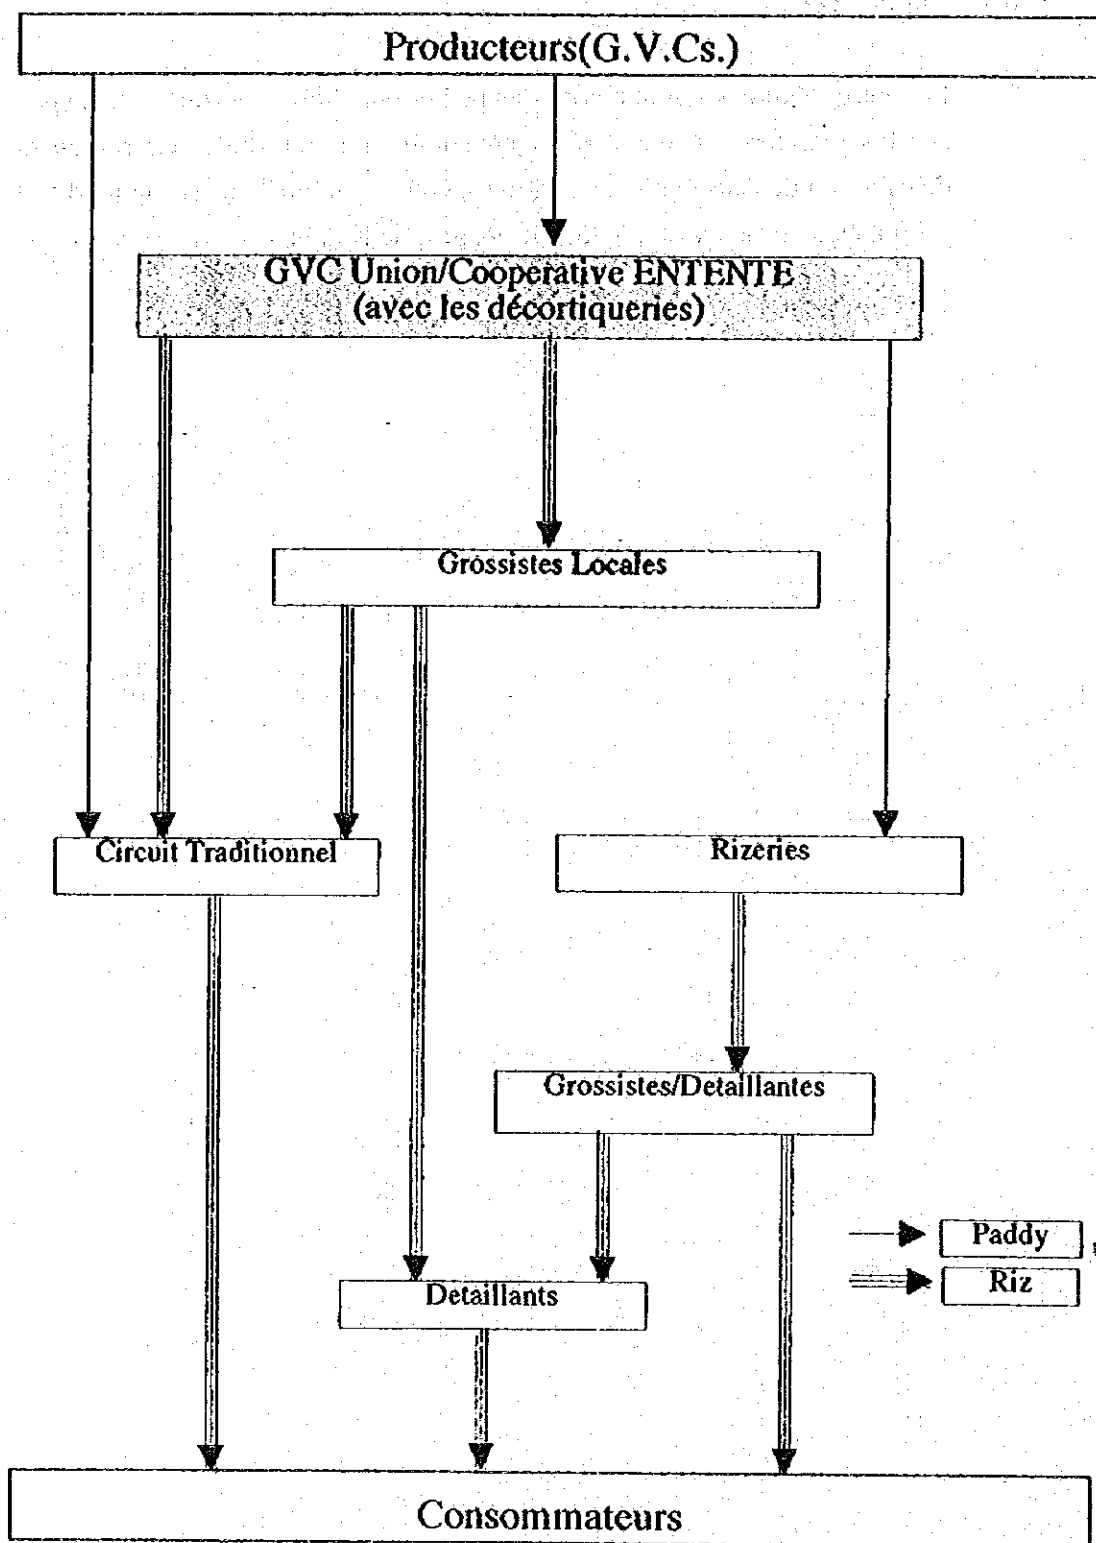 Producteurs(G.V.Cs.)
GVC Union/Cooperative ENTENTE
(avec les décortiqueries)
Grossistes Locales
Circuit Traditionnel
Rizeries
Grossistes/Detaillantes
Paddy
Riz
Detaillants
Consommateurs